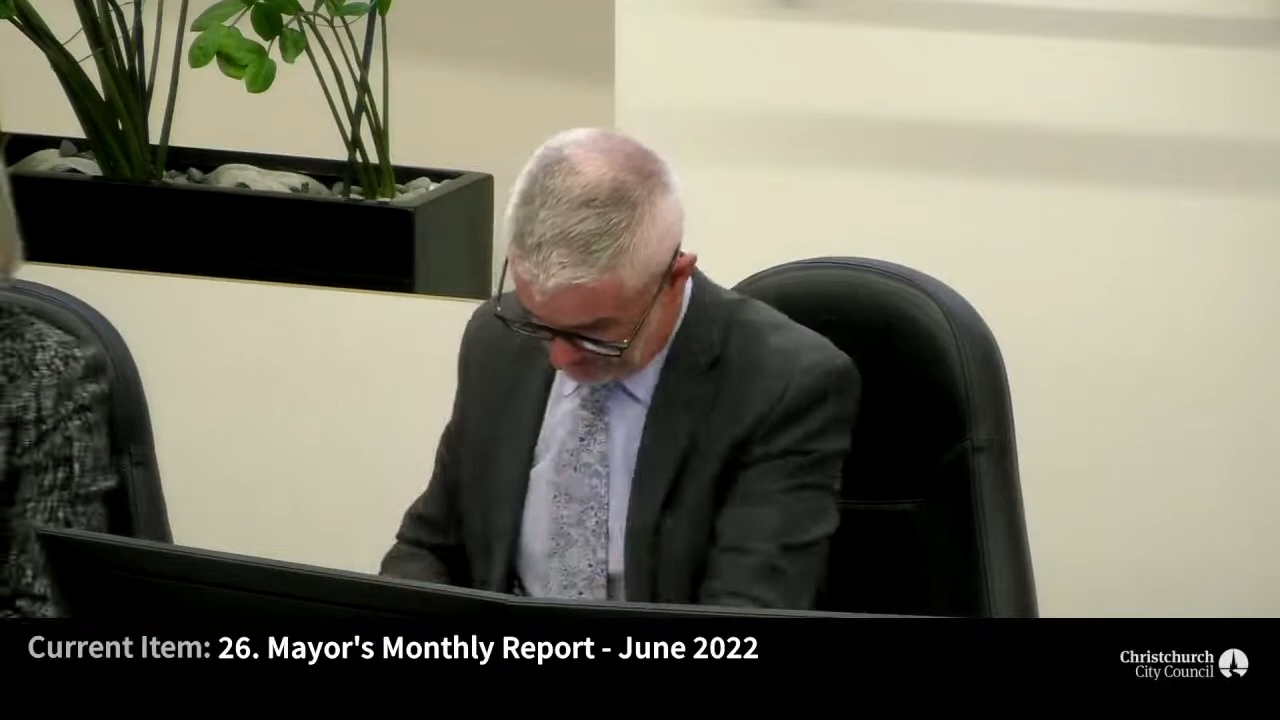 Current Item: 26. Mayor's Monthly Report - June 2022
Christchurch
City Council